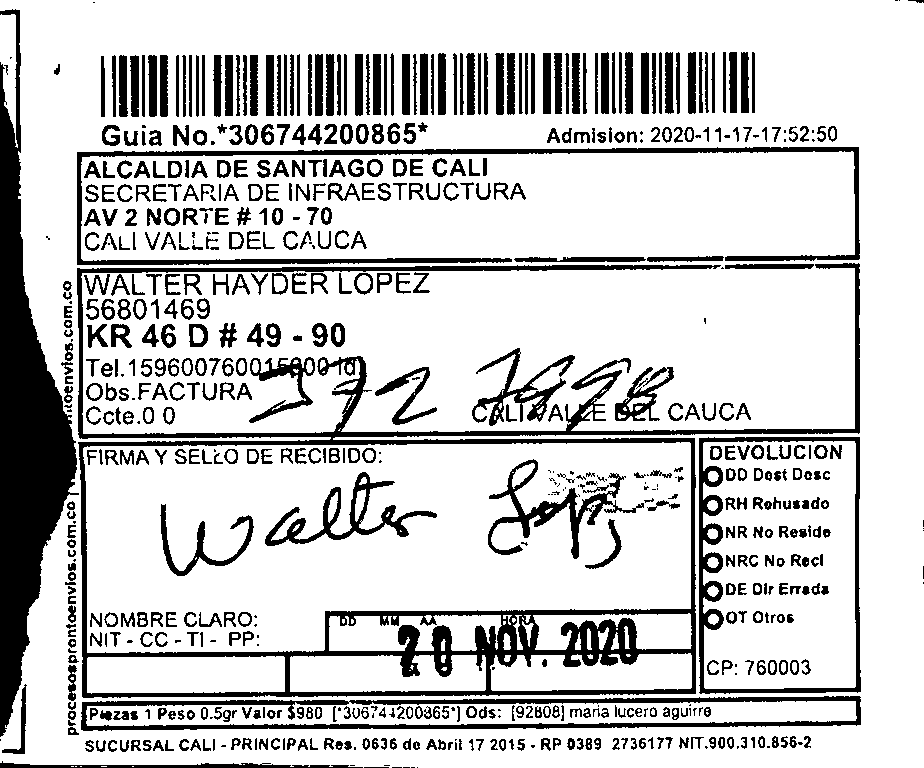 Guia No.*306744200865*
Admision: 2020-11-17-17:52:50
ALCALDIA DE SANTIAGO DE CALI
SECRETARIA DE INFRAESTRUCTURA
AV 2 NORTE # 10 - 70
CALI VALLE DEL CAUCA
WALTER HAYDER LOPEZ
56801469
KR 46 D # 49 - 90
Obs.FACTURA
Ccte.0 0
CALI VALLE DEL CAUCA
FIRMA Y SELLO DE RECIBIDO:
Walter Lopez
NOMBRE CLARO:
NIT - CC - TI - PP:
DD MM AA HORA
20 NOV. 2020
DEVOLUCION
DD Dest Desc
RH Rehusado
NR No Reside
NRC No Recl
DE Dir Errada
OT Otros
CP: 760003
Piezas 1 Peso 0.5gr Valor $980 [*306744200865*] Ods: [92808] maria lucero aguirre
SUCURSAL CALI - PRINCIPAL Res. 0636 de Abril 17 2015 - RP 0389 2736177 NIT.900.310.856-2
procesosprontoenvios.com.co